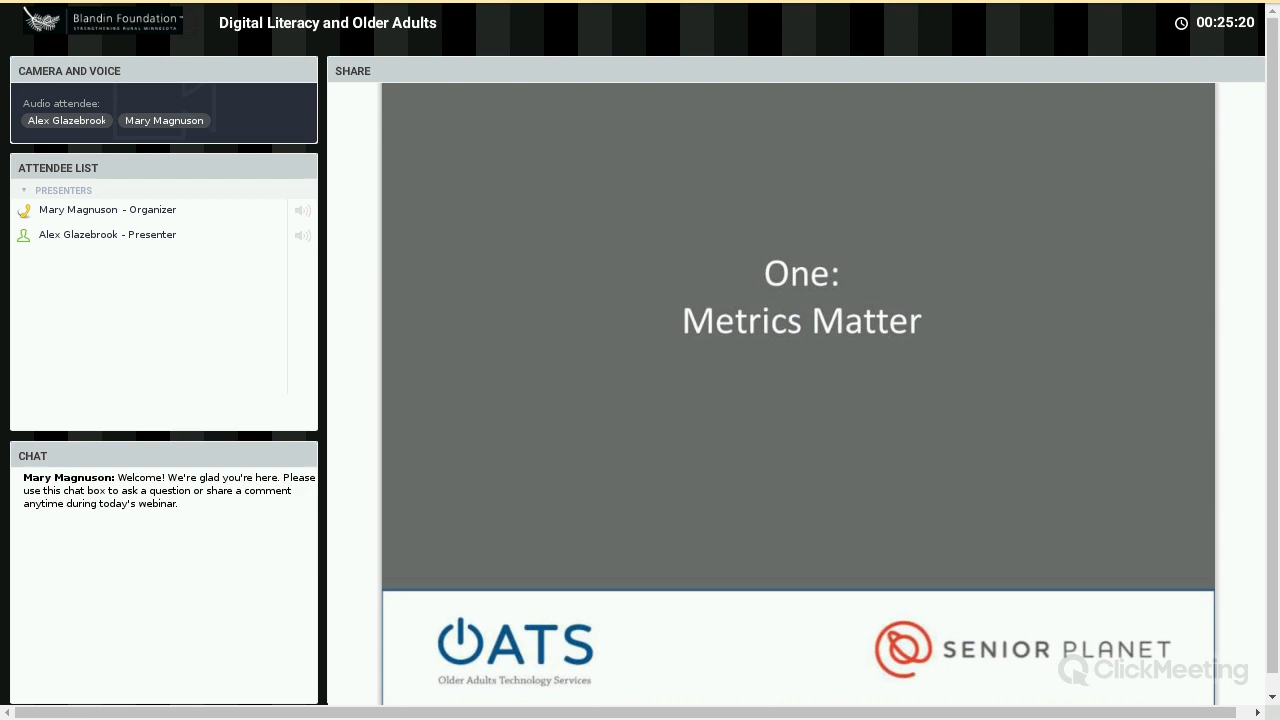 Blandin Foundation™
STRENGTHENING RURAL MINNESOTA
Digital Literacy and Older Adults
00:25:20
CAMERA AND VOICE
Audio attendee:
Alex Glazebrook
Mary Magnuson
ATTENDEE LIST
PRESENTERS
Mary Magnuson - Organizer
Alex Glazebrook - Presenter
CHAT
Mary Magnuson: Welcome! We're glad you're here. Please
use this chat box to ask a question or share a comment
anytime during today's webinar.
SHARE
One:
Metrics Matter
OATS
Older Adults Technology Services
SENIOR PLANET
ClickMeeting